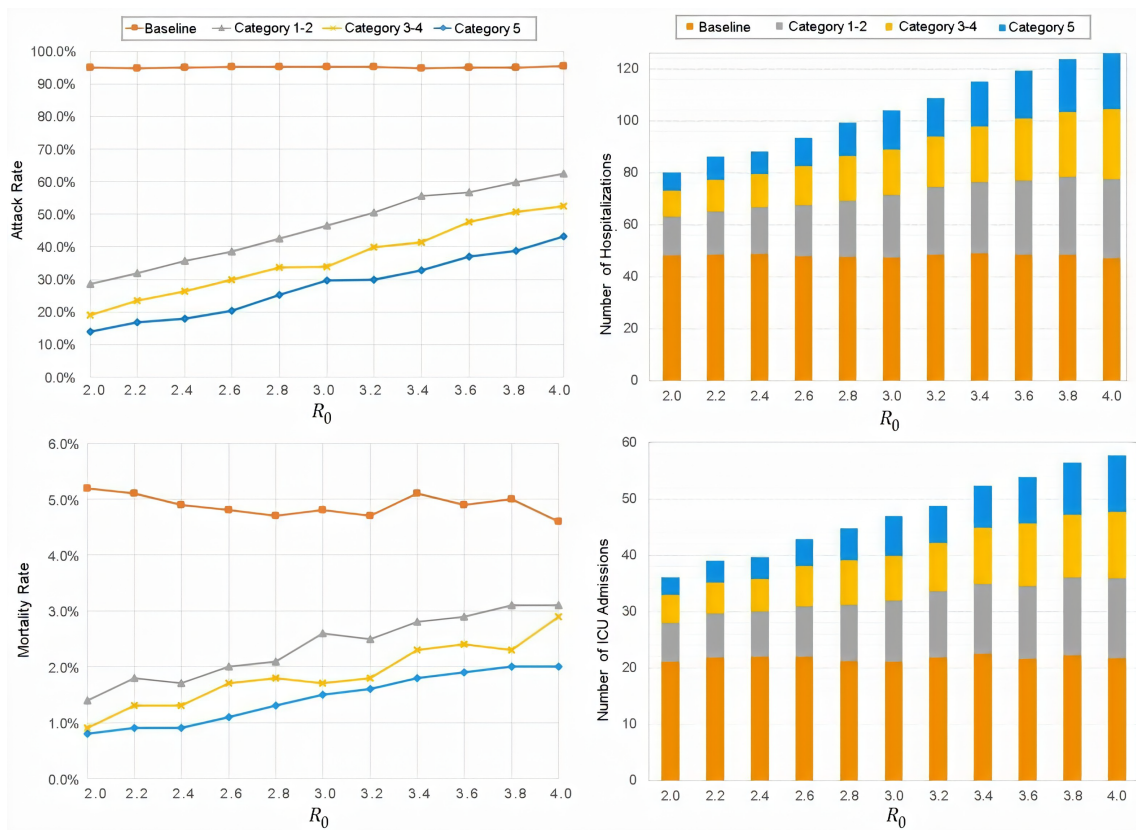 Baseline Category 1-2 Category 3-4 Category 5
100.0%
90.0%
80.0%
70.0%
60.0%
50.0%
40.0%
30.0%
20.0%
10.0%
0.0%
Attack Rate
2.0 2.2 2.4 2.6 2.8 3.0 3.2 3.4 3.6 3.8 4.0
R0
Baseline Category 1-2 Category 3-4 Category 5
120
100
80
60
40
20
0
Number of Hospitalizations
2.0 2.2 2.4 2.6 2.8 3.0 3.2 3.4 3.6 3.8 4.0
R0
6.0%
5.0%
4.0%
3.0%
2.0%
1.0%
0.0%
Mortality Rate
2.0 2.2 2.4 2.6 2.8 3.0 3.2 3.4 3.6 3.8 4.0
R0
60
50
40
30
20
10
0
Number of ICU Admissions
2.0 2.2 2.4 2.6 2.8 3.0 3.2 3.4 3.6 3.8 4.0
R0